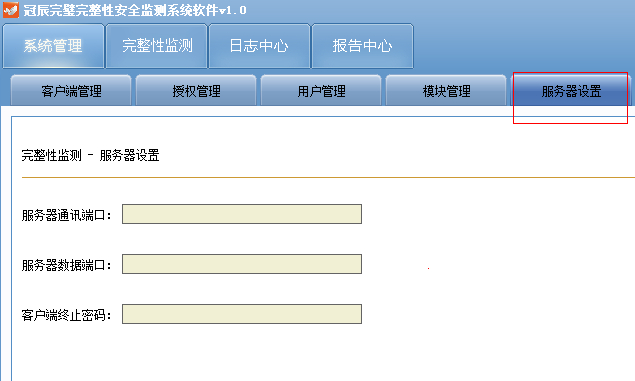 冠辰完璧完整性安全监测系统软件v1.0
系统管理 完整性监测 日志中心 报告中心
客户端管理 授权管理 用户管理 模块管理 服务器设置
完整性监测 - 服务器设置
服务器通讯端口：
服务器数据端口：
客户端终止密码：